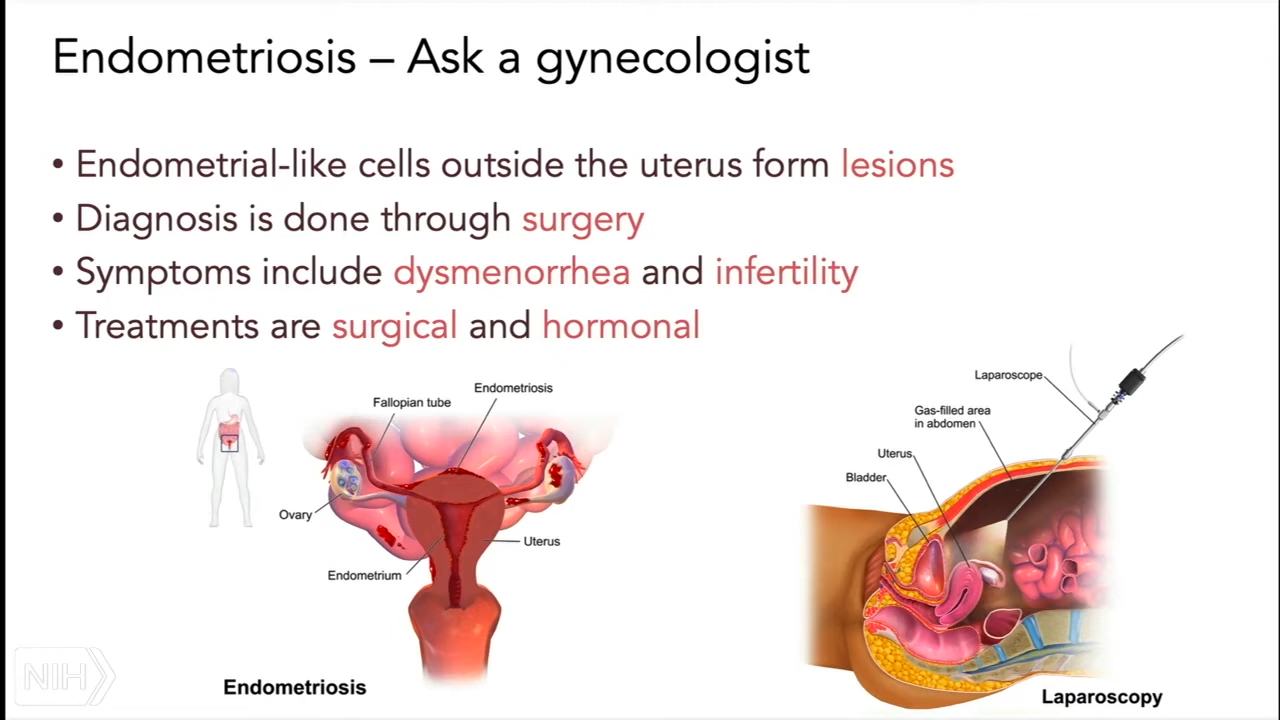 Endometriosis – Ask a gynecologist
• Endometrial-like cells outside the uterus form lesions
• Diagnosis is done through surgery
• Symptoms include dysmenorrhea and infertility
• Treatments are surgical and hormonal
Endometriosis
Fallopian tube
Ovary
Uterus
Endometrium
Endometriosis
Laparoscope
Gas-filled area
in abdomen
Uterus
Bladder
Laparoscopy
NIH